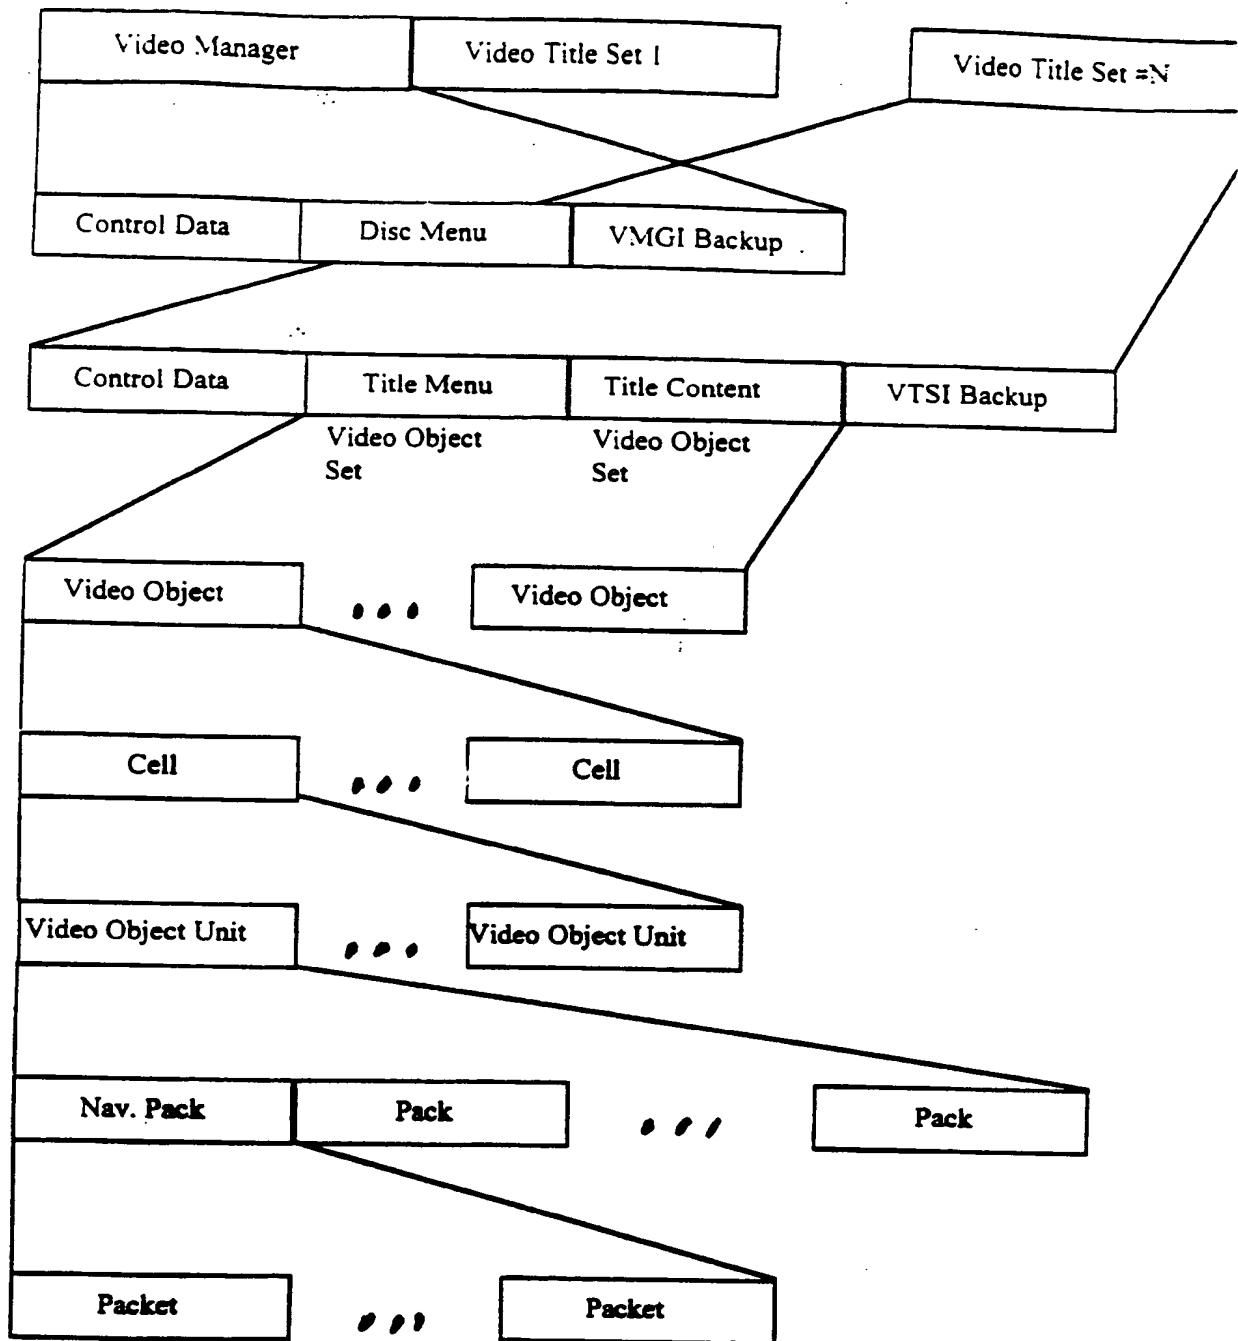 Video Manager
Video Title Set 1
Video Title Set =N
Control Data
Disc Menu
VMGI Backup
Control Data
Title Menu
Title Content
VTSI Backup
Video Object
Set
Video Object
Set
Video Object
Video Object
Cell
Cell
Video Object Unit
Video Object Unit
Nav. Pack
Pack
Pack
Packet
Packet